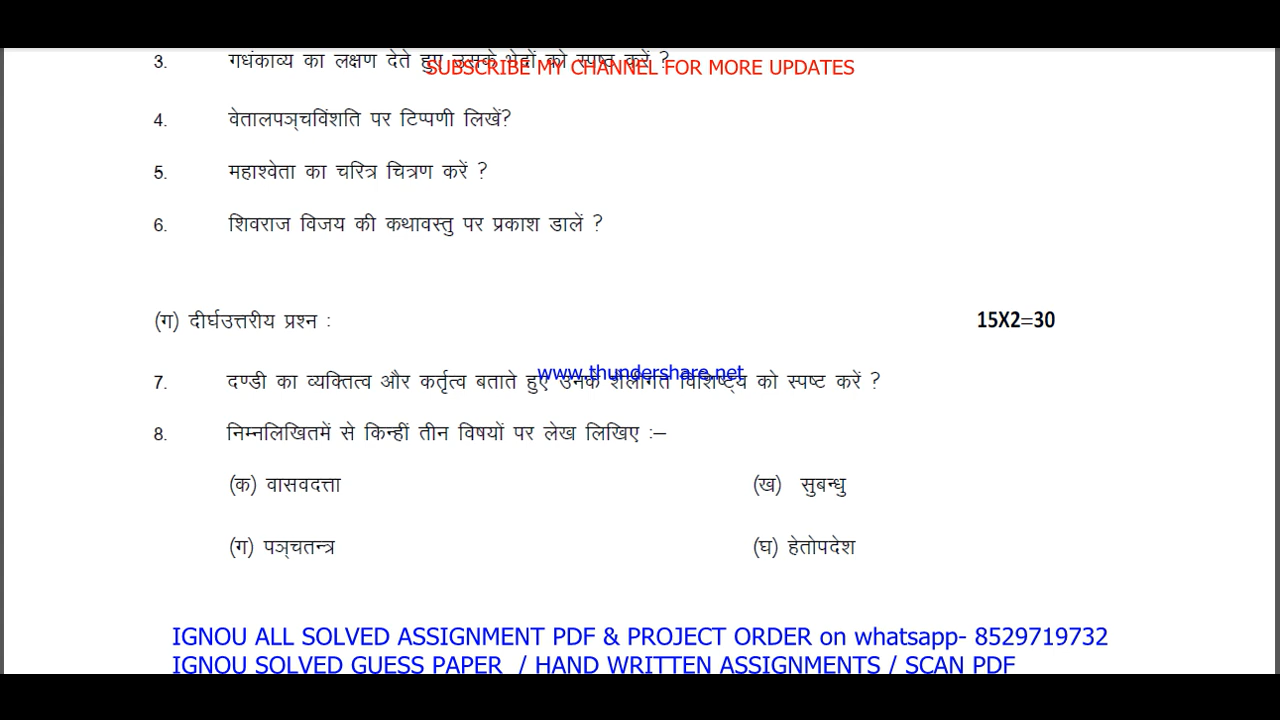 3. गधंकाव्य का लक्षण देते हुए उसके भेदों को स्पष्ट करें ?
SUBSCRIBE MY CHANNEL FOR MORE UPDATES
4. वेतालपञ्चविंशति पर टिप्पणी लिखें?
5. महाश्वेता का चरित्र चित्रण करें ?
6. शिवराज विजय की कथावस्तु पर प्रकाश डालें ?
(ग) दीर्घउत्तरीय प्रश्न : 15X2=30
www.thundershare.net
7. दण्डी का व्यक्तित्व और कर्तृत्व बताते हुए उनके शैलीगत विशिष्ट्य को स्पष्ट करें ?
8. निम्नलिखितमें से किन्हीं तीन विषयों पर लेख लिखिए :–
(क) वासवदत्ता (ख) सुबन्धु
(ग) पञ्चतन्त्र (घ) हेतोपदेश
IGNOU ALL SOLVED ASSIGNMENT PDF & PROJECT ORDER on whatsapp- 8529719732
IGNOU SOLVED GUESS PAPER / HAND WRITTEN ASSIGNMENTS / SCAN PDF